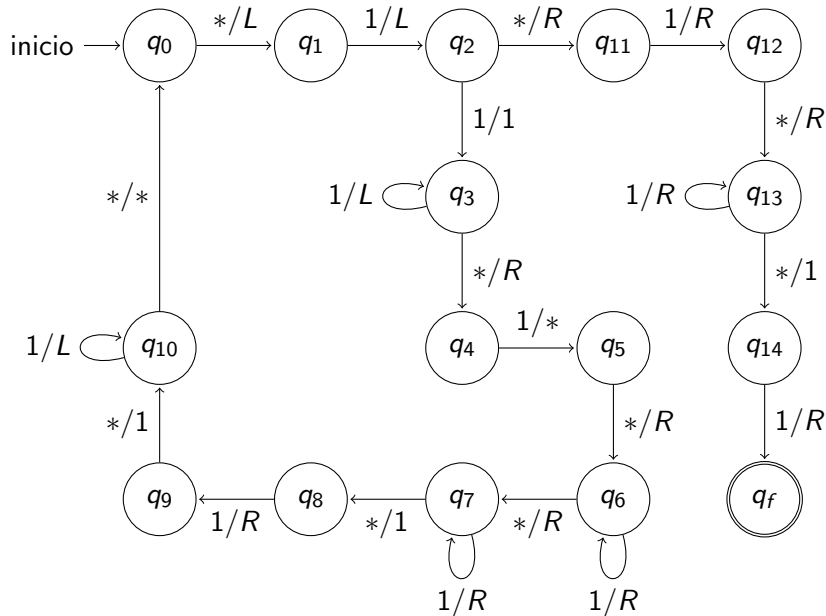 */L 1/L */R 1/R
inicio q0 q1 q2 q11 q12
1/1 */R
*/*
1/L q3 1/R q13
*/R */1
1/*
1/L q10 q4 q5 q14
*/1 */R 1/R
q9 1/R q8 */1 q7 */R q6 qf
1/R 1/R